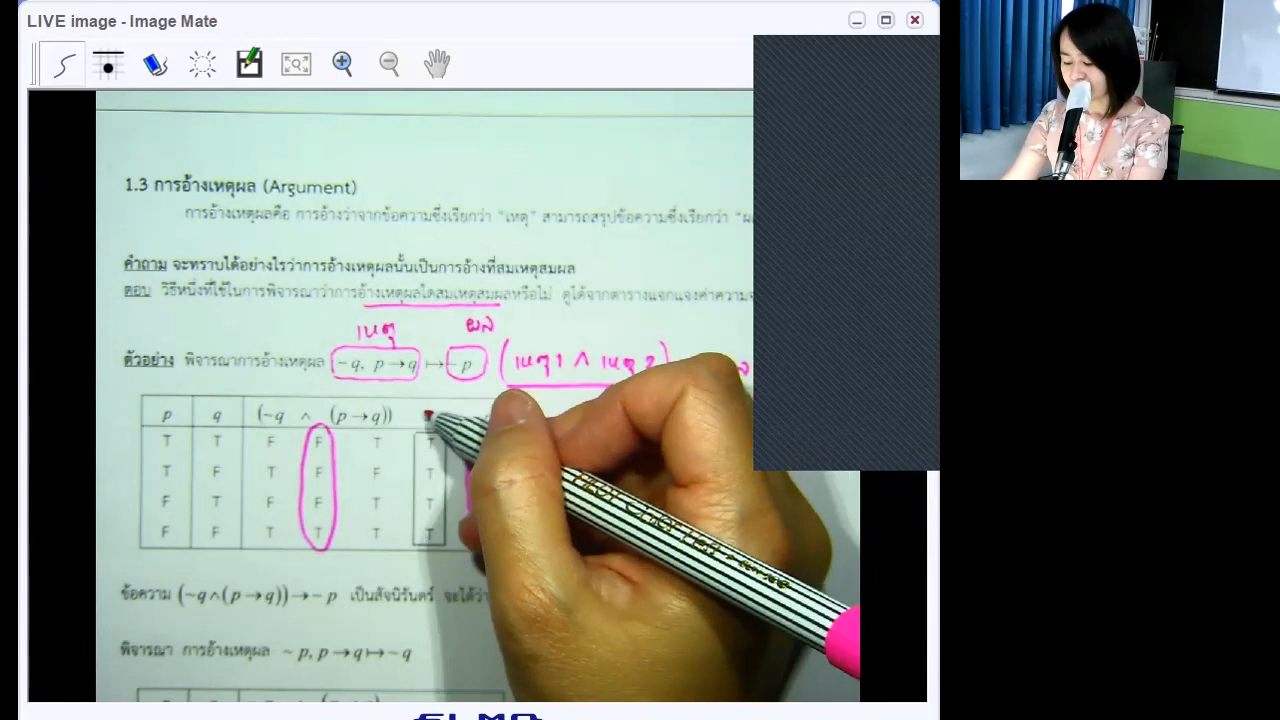 LIVE image - Image Mate
1.3 การอ้างเหตุผล (Argument)
การอ้างเหตุผลคือ การอ้างว่าจากข้อความซึ่งเรียกว่า "เหตุ" สามารถสรุปข้อความซึ่งเรียกว่า
คำถาม จะทราบได้อย่างไรว่าการอ้างเหตุผลนั้นเป็นการอ้างที่สมเหตุสมผล
ตอบ วิธีหนึ่งที่ใช้ในการพิจารณาว่าการอ้างเหตุผลใดสมเหตุสมผลหรือไม่ ดูได้จากตารางแจกแจงค่าความ
เหตุ ผล
ตัวอย่าง พิจารณาการอ้างเหตุผล ~q, p→q ↦ ~p (เหตุ1 ∧ เหตุ2)
p q (~q ∧ (p→q))
T T F F T T
T F T F F T
F T F F T T
F F T T T T
ข้อความ (~q∧(p→q))→~p เป็นสัจนิรันดร์ จะได้ว่า
พิจารณา การอ้างเหตุผล ~p, p→q ↦ ~q
ELMO